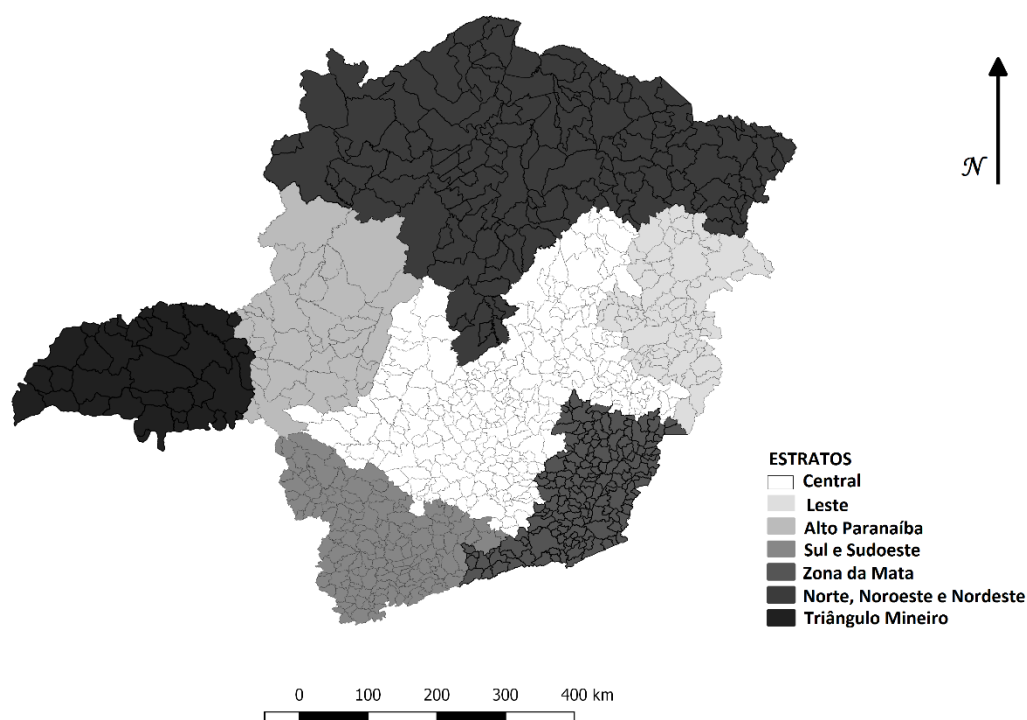 N
ESTRATOS
Central
Leste
Alto Paranaíba
Sul e Sudoeste
Zona da Mata
Norte, Noroeste e Nordeste
Triângulo Mineiro
0 100 200 300 400 km